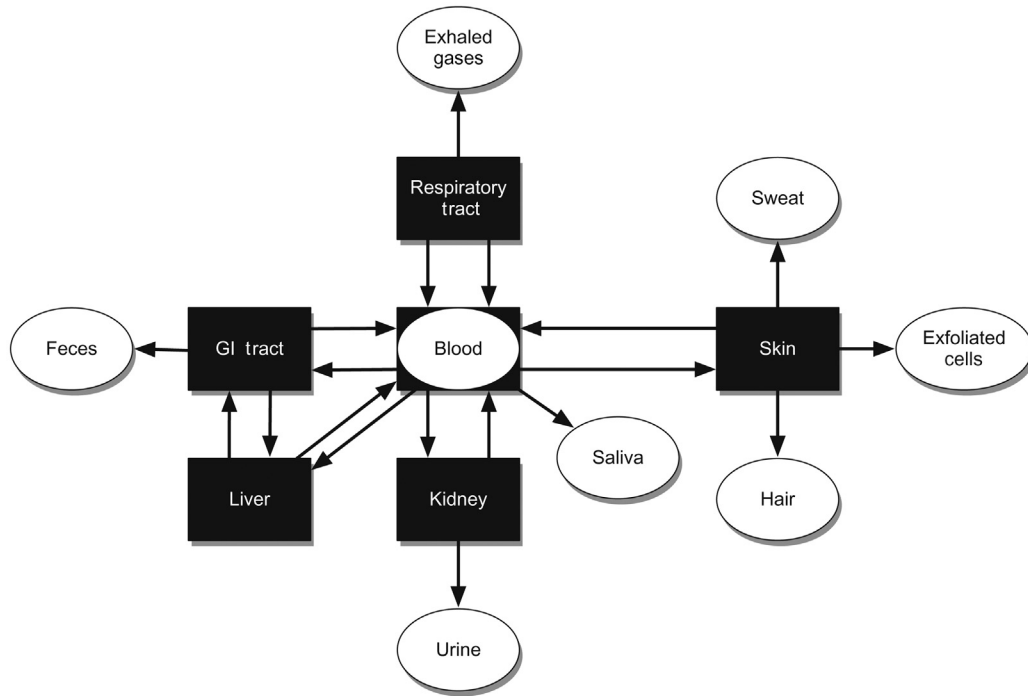 Exhaled
gases
Respiratory
tract
Sweat
Feces
GI tract
Blood
Skin
Exfoliated
cells
Liver
Kidney
Saliva
Hair
Urine